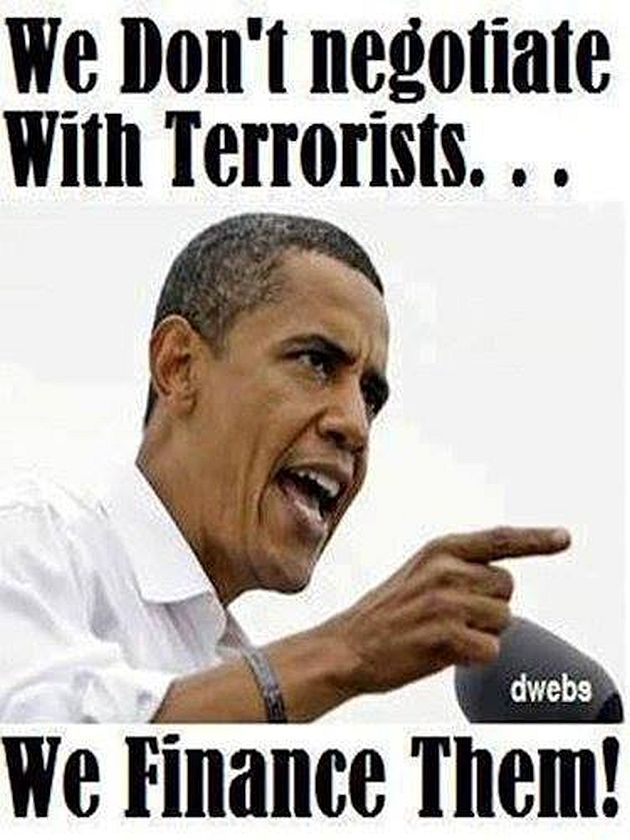 We Don't negotiate
With Terrorists. . .
dwebs
We Finance Them!